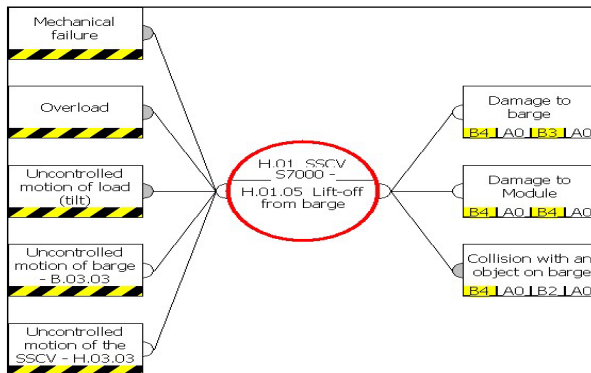 Mechanical
failure
Overload
Uncontrolled
motion of load
(tilt)
Uncontrolled
motion of barge
- B.03.03
Uncontrolled
motion of the
SSCV - H.03.03
H.01 SSCV
S7000 -
H.01.05 Lift-off
from barge
Damage to
barge
B4 A0 B3 A0
Damage to
Module
B4 A0 B4 A0
Collision with an
object on barge
B4 A0 B2 A0